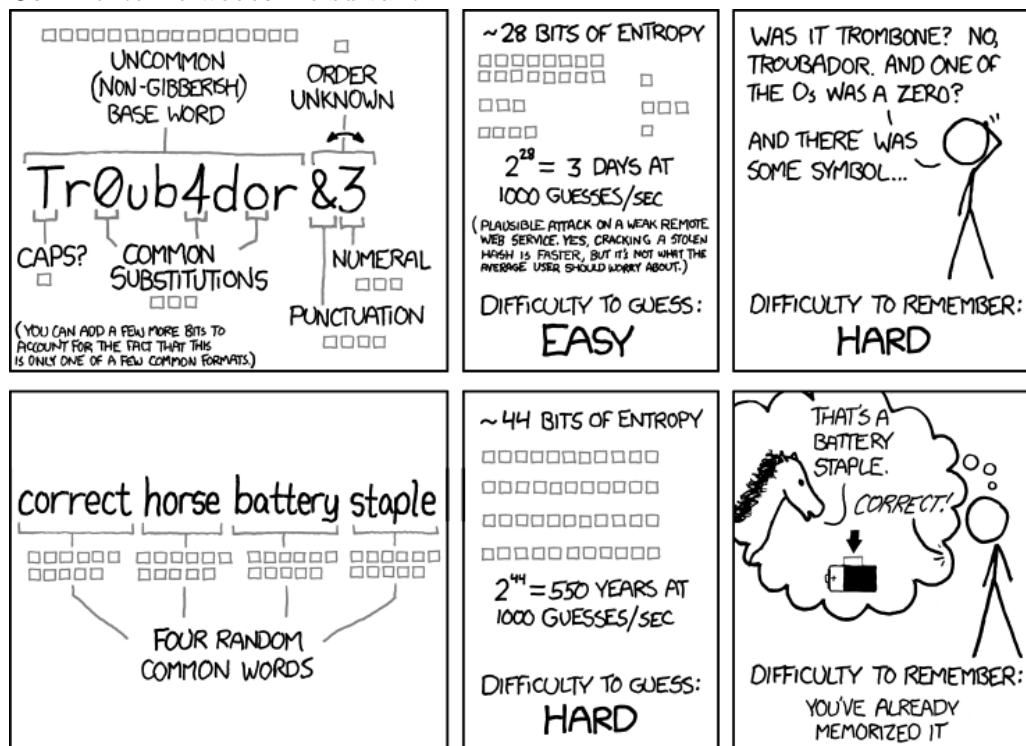 UNCOMMON
(NON-GIBBERISH)
BASE WORD
ORDER
UNKNOWN
Tr0ub4dor &3
CAPS?
COMMON
SUBSTITUTIONS
NUMERAL
PUNCTUATION
(YOU CAN ADD A FEW MORE BITS TO
ACCOUNT FOR THE FACT THAT THIS
IS ONLY ONE OF A FEW COMMON FORMATS.)
~28 BITS OF ENTROPY
2^28 = 3 DAYS AT
1000 GUESSES/SEC
(PLAUSIBLE ATTACK ON A WEAK REMOTE
WEB SERVICE. YES, CRACKING A STOLEN
HASH IS FASTER, BUT IT'S NOT WHAT THE
AVERAGE USER SHOULD WORRY ABOUT.)
DIFFICULTY TO GUESS:
EASY
WAS IT TROMBONE? NO,
TROUBADOR. AND ONE OF
THE Os WAS A ZERO?
AND THERE WAS
SOME SYMBOL...
DIFFICULTY TO REMEMBER:
HARD
correct horse battery staple
FOUR RANDOM
COMMON WORDS
~44 BITS OF ENTROPY
2^44 = 550 YEARS AT
1000 GUESSES/SEC
DIFFICULTY TO GUESS:
HARD
THAT'S A
BATTERY
STAPLE.
CORRECT!
DIFFICULTY TO REMEMBER:
YOU'VE ALREADY
MEMORIZED IT